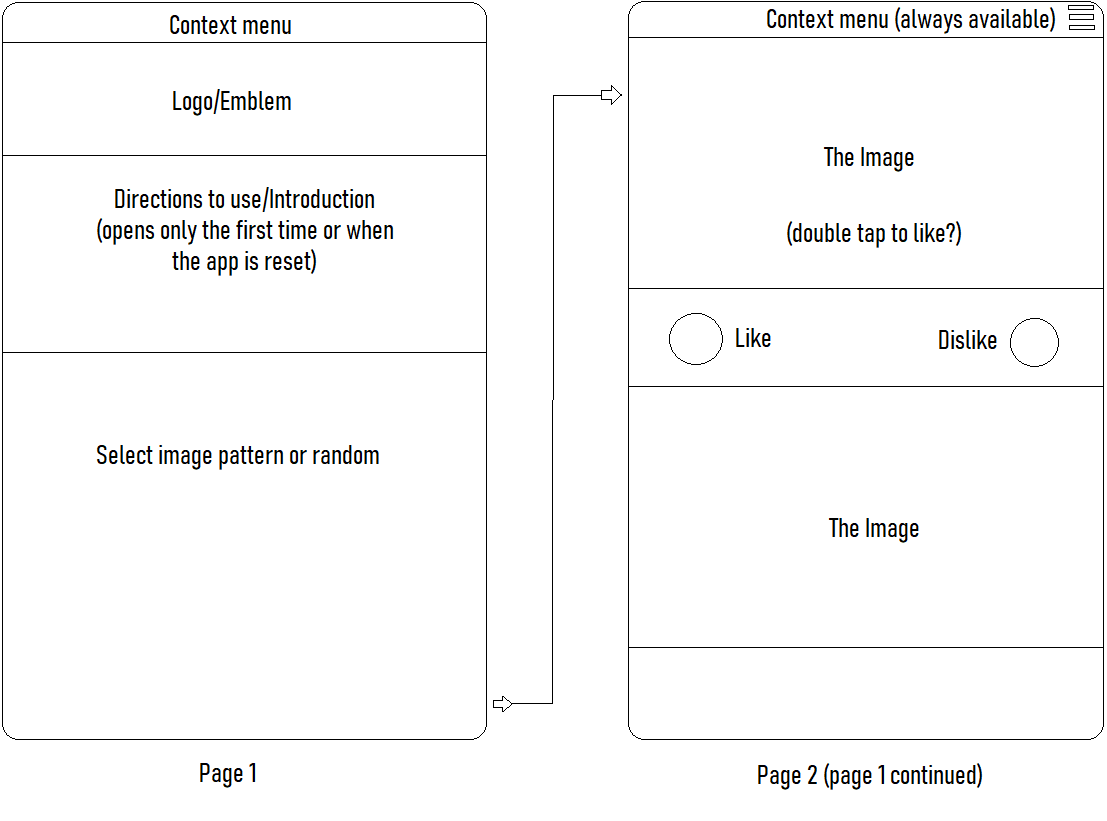 Context menu
Logo/Emblem
Directions to use/Introduction
(opens only the first time or when
the app is reset)
Select image pattern or random
Page 1
Context menu (always available)
The Image
(double tap to like?)
Like
Dislike
The Image
Page 2 (page 1 continued)